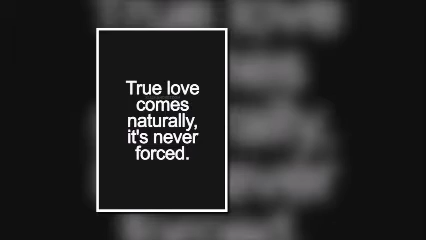 True love
comes
naturally,
it's never
forced.